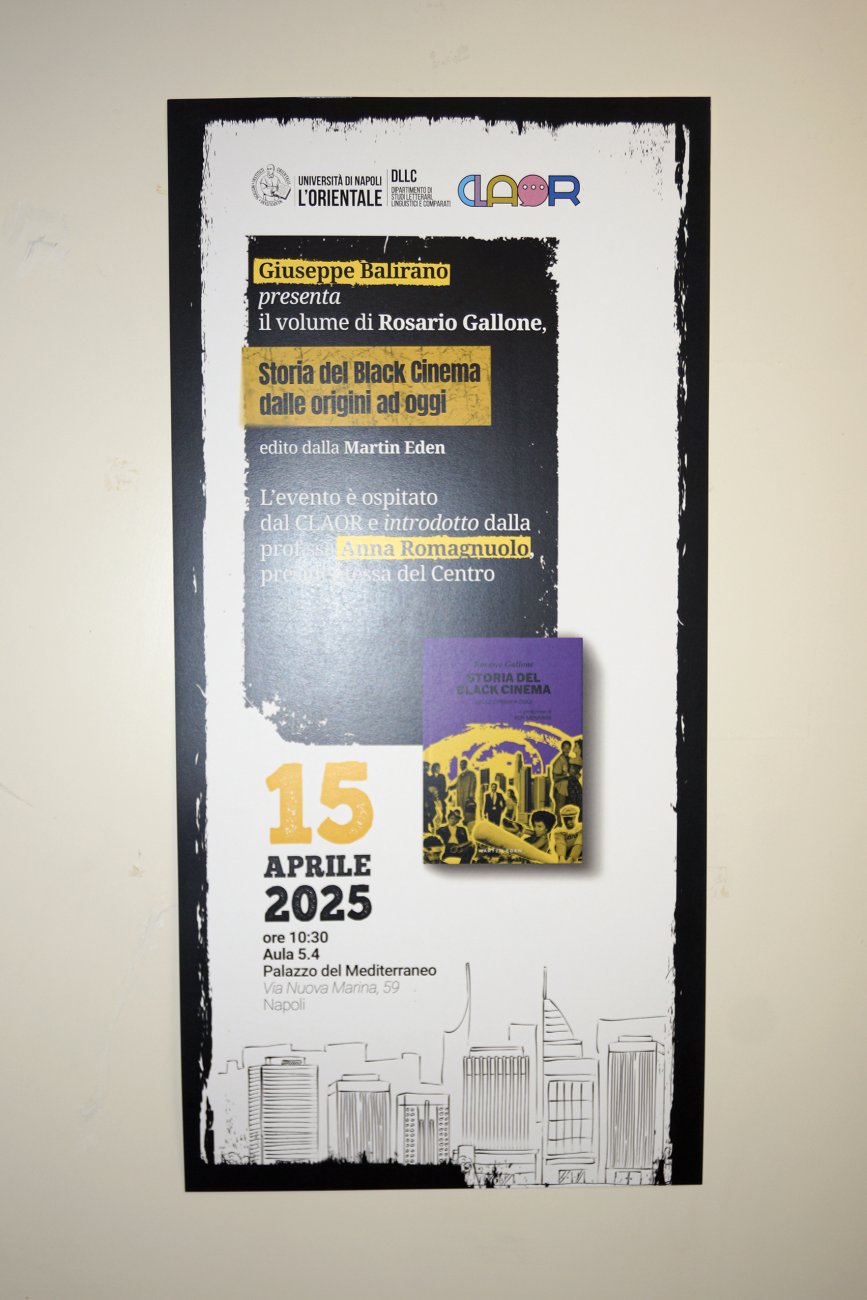 UNIVERSITÀ DI NAPOLI
L'ORIENTALE
DLLC
DIPARTIMENTO DI
STUDI LETTERARI,
LINGUISTICI E COMPARATI
CLAOR
Giuseppe Balirano
presenta
il volume di Rosario Gallone,
Storia del Black Cinema
dalle origini ad oggi
edito dalla Martin Eden
L'evento è ospitato
dal CLAOR e introdotto dalla
Anna Romagnuolo,
del Centro
Rosario Gallone
STORIA DEL
BLACK CINEMA
MARTIN EDEN
15
APRILE
2025
ore 10:30
Aula 5.4
Palazzo del Mediterraneo
Via Nuova Marina, 59
Napoli